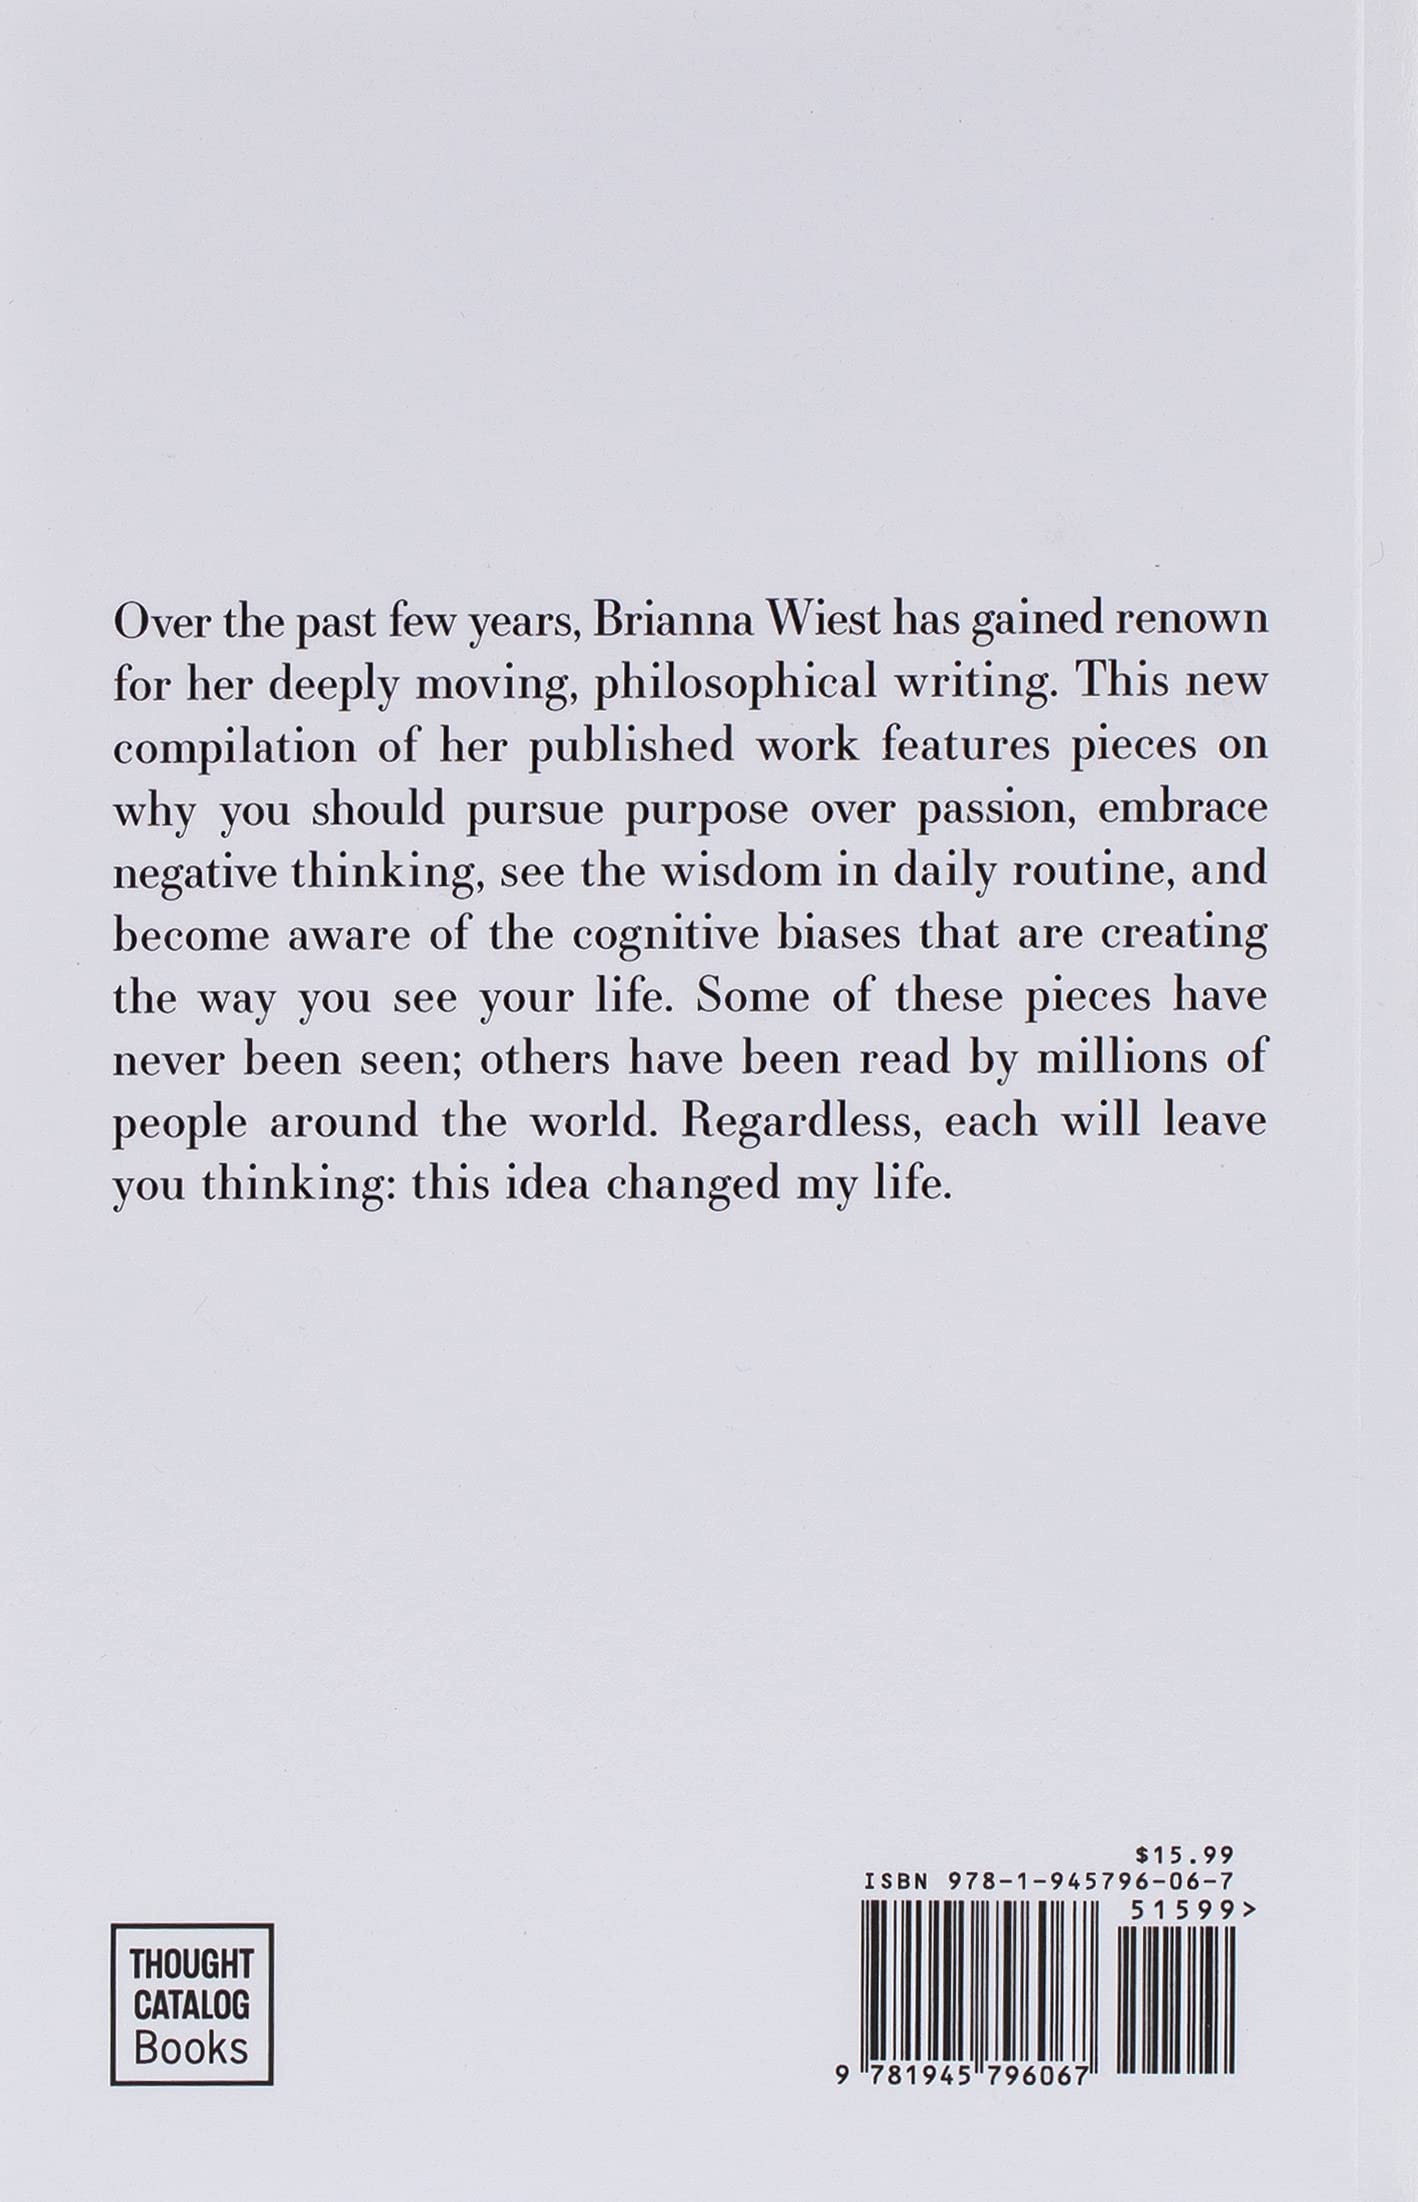 Over the past few years, Brianna Wiest has gained renown
for her deeply moving, philosophical writing. This new
compilation of her published work features pieces on
why you should pursue purpose over passion, embrace
negative thinking, see the wisdom in daily routine, and
become aware of the cognitive biases that are creating
the way you see your life. Some of these pieces have
never been seen; others have been read by millions of
people around the world. Regardless, each will leave
you thinking: this idea changed my life.
THOUGHT
CATALOG
Books
$15.99
ISBN 978-1-945796-06-7
51599>
9 781945 796067